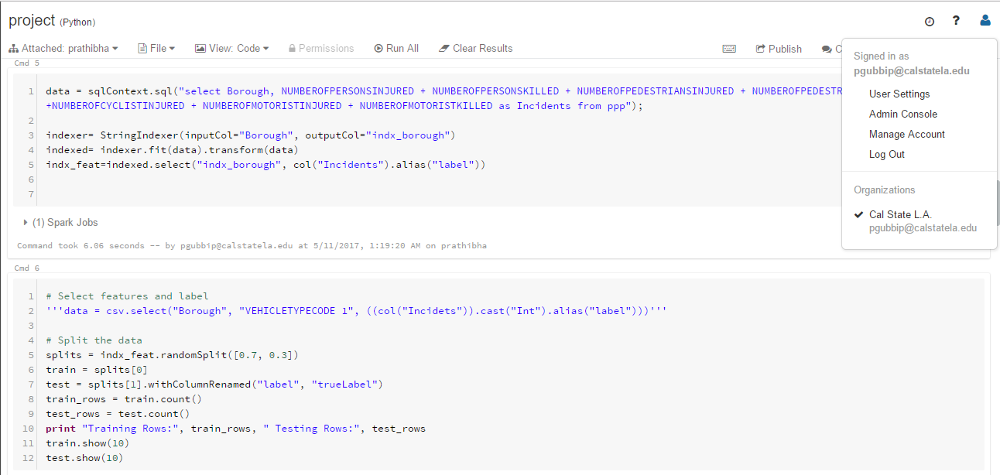 project (Python)
Attached: prathibha File View: Code Permissions Run All Clear Results Publish
Signed in as
pgubbip@calstatela.edu
User Settings
Admin Console
Manage Account
Log Out
Organizations
Cal State L.A.
pgubbip@calstatela.edu
Cmd 5
1 data = sqlContext.sql("select Borough, NUMBEROFPERSONSINJURED + NUMBEROFPERSONSKILLED + NUMBEROFPEDESTRIANSINJURED + NUMBEROFPEDESTR
+NUMBEROFCYCLISTINJURED + NUMBEROFMOTORISTINJURED + NUMBEROFMOTORISTKILLED as Incidents from ppp");
2
3 indexer= StringIndexer(inputCol="Borough", outputCol="indx_borough")
4 indexed= indexer.fit(data).transform(data)
5 indx_feat=indexed.select("indx_borough", col("Incidents").alias("label"))
6
7
(1) Spark Jobs
Command took 6.06 seconds -- by pgubbip@calstatela.edu at 5/11/2017, 1:19:20 AM on prathibha
Cmd 6
1 # Select features and label
2 '''data = csv.select("Borough", "VEHICLETYPECODE 1", ((col("Incidets")).cast("Int").alias("label")))'''
3
4 # Split the data
5 splits = indx_feat.randomSplit([0.7, 0.3])
6 train = splits[0]
7 test = splits[1].withColumnRenamed("label", "trueLabel")
8 train_rows = train.count()
9 test_rows = test.count()
10 print "Training Rows:", train_rows, " Testing Rows:", test_rows
11 train.show(10)
12 test.show(10)